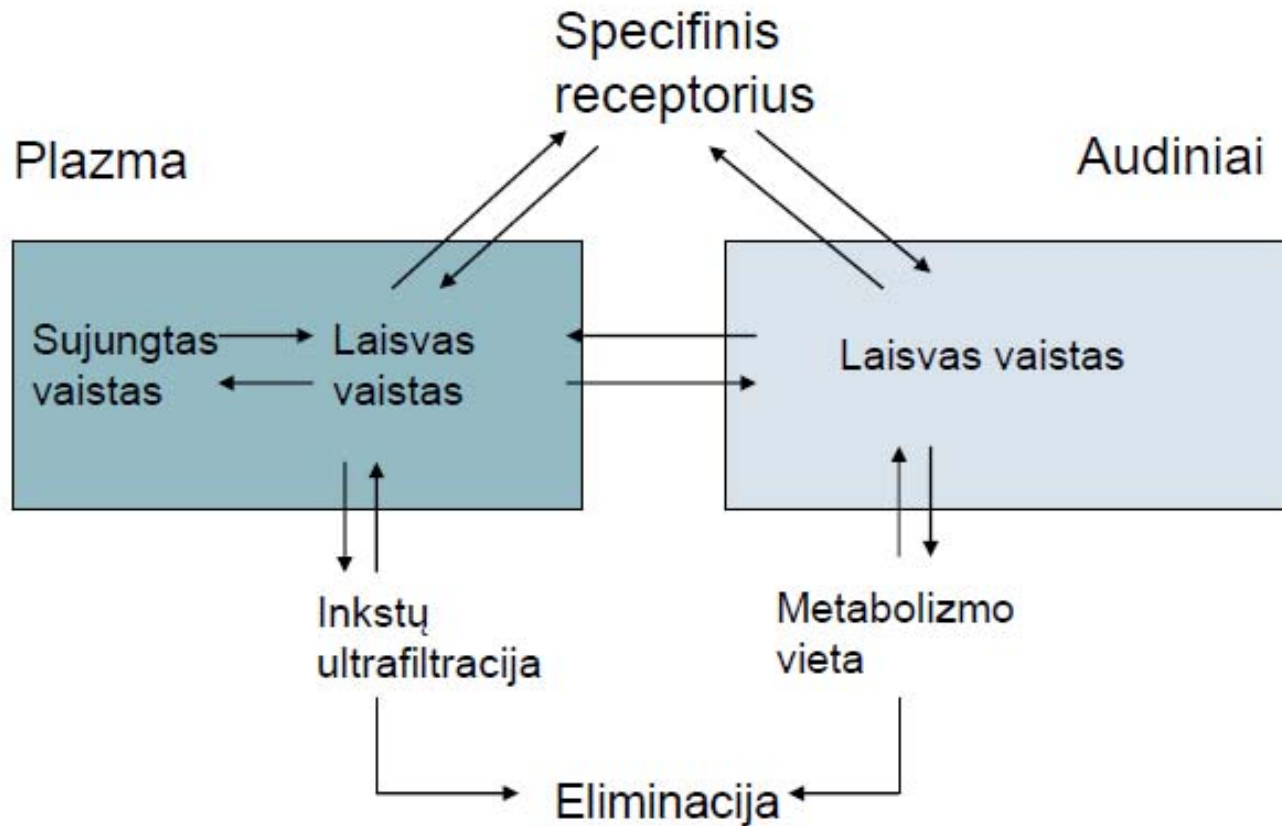 Specifinis
receptorius
Plazma
Audiniai
Sujungtas
vaistas
Laisvas
vaistas
Laisvas vaistas
Inkstų
ultrafiltracija
Metabolizmo
vieta
Eliminacija